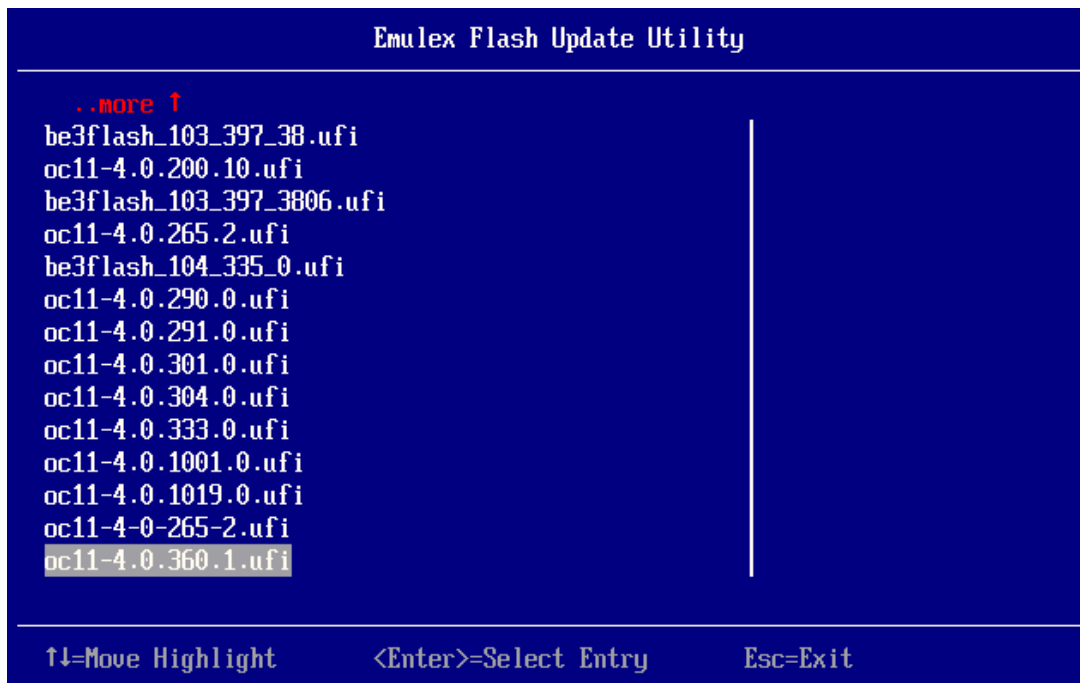 Emulex Flash Update Utility
..more ↑
be3flash_103_397_38.ufi
oc11-4.0.200.10.ufi
be3flash_103_397_3806.ufi
oc11-4.0.265.2.ufi
be3flash_104_335_0.ufi
oc11-4.0.290.0.ufi
oc11-4.0.291.0.ufi
oc11-4.0.301.0.ufi
oc11-4.0.304.0.ufi
oc11-4.0.333.0.ufi
oc11-4.0.1001.0.ufi
oc11-4.0.1019.0.ufi
oc11-4-0-265-2.ufi
oc11-4.0.360.1.ufi
↑↓=Move Highlight <Enter>=Select Entry Esc=Exit